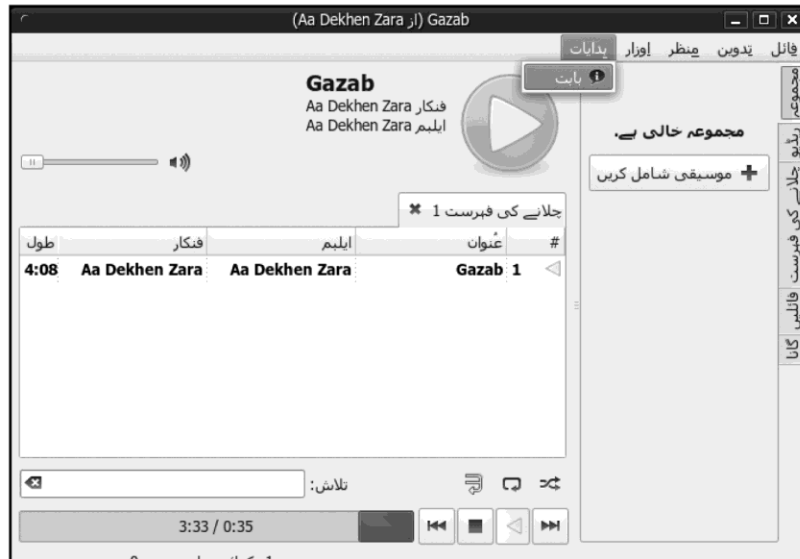 Gazab (از Aa Dekhen Zara)
فائل تدوین منظر اوزار ہدایات
بابت
Gazab
فنکار Aa Dekhen Zara
ایلبم Aa Dekhen Zara
مجموعہ خالی ہے۔
موسیقی شامل کریں
مجموعہ
ریڈیو
چلانے کی فہرست
فائلیں
گانا
چلانے کی فہرست 1
# عنوان ایلبم فنکار طول
1 Gazab Aa Dekhen Zara Aa Dekhen Zara 4:08
تلاش:
3:33 / 0:35